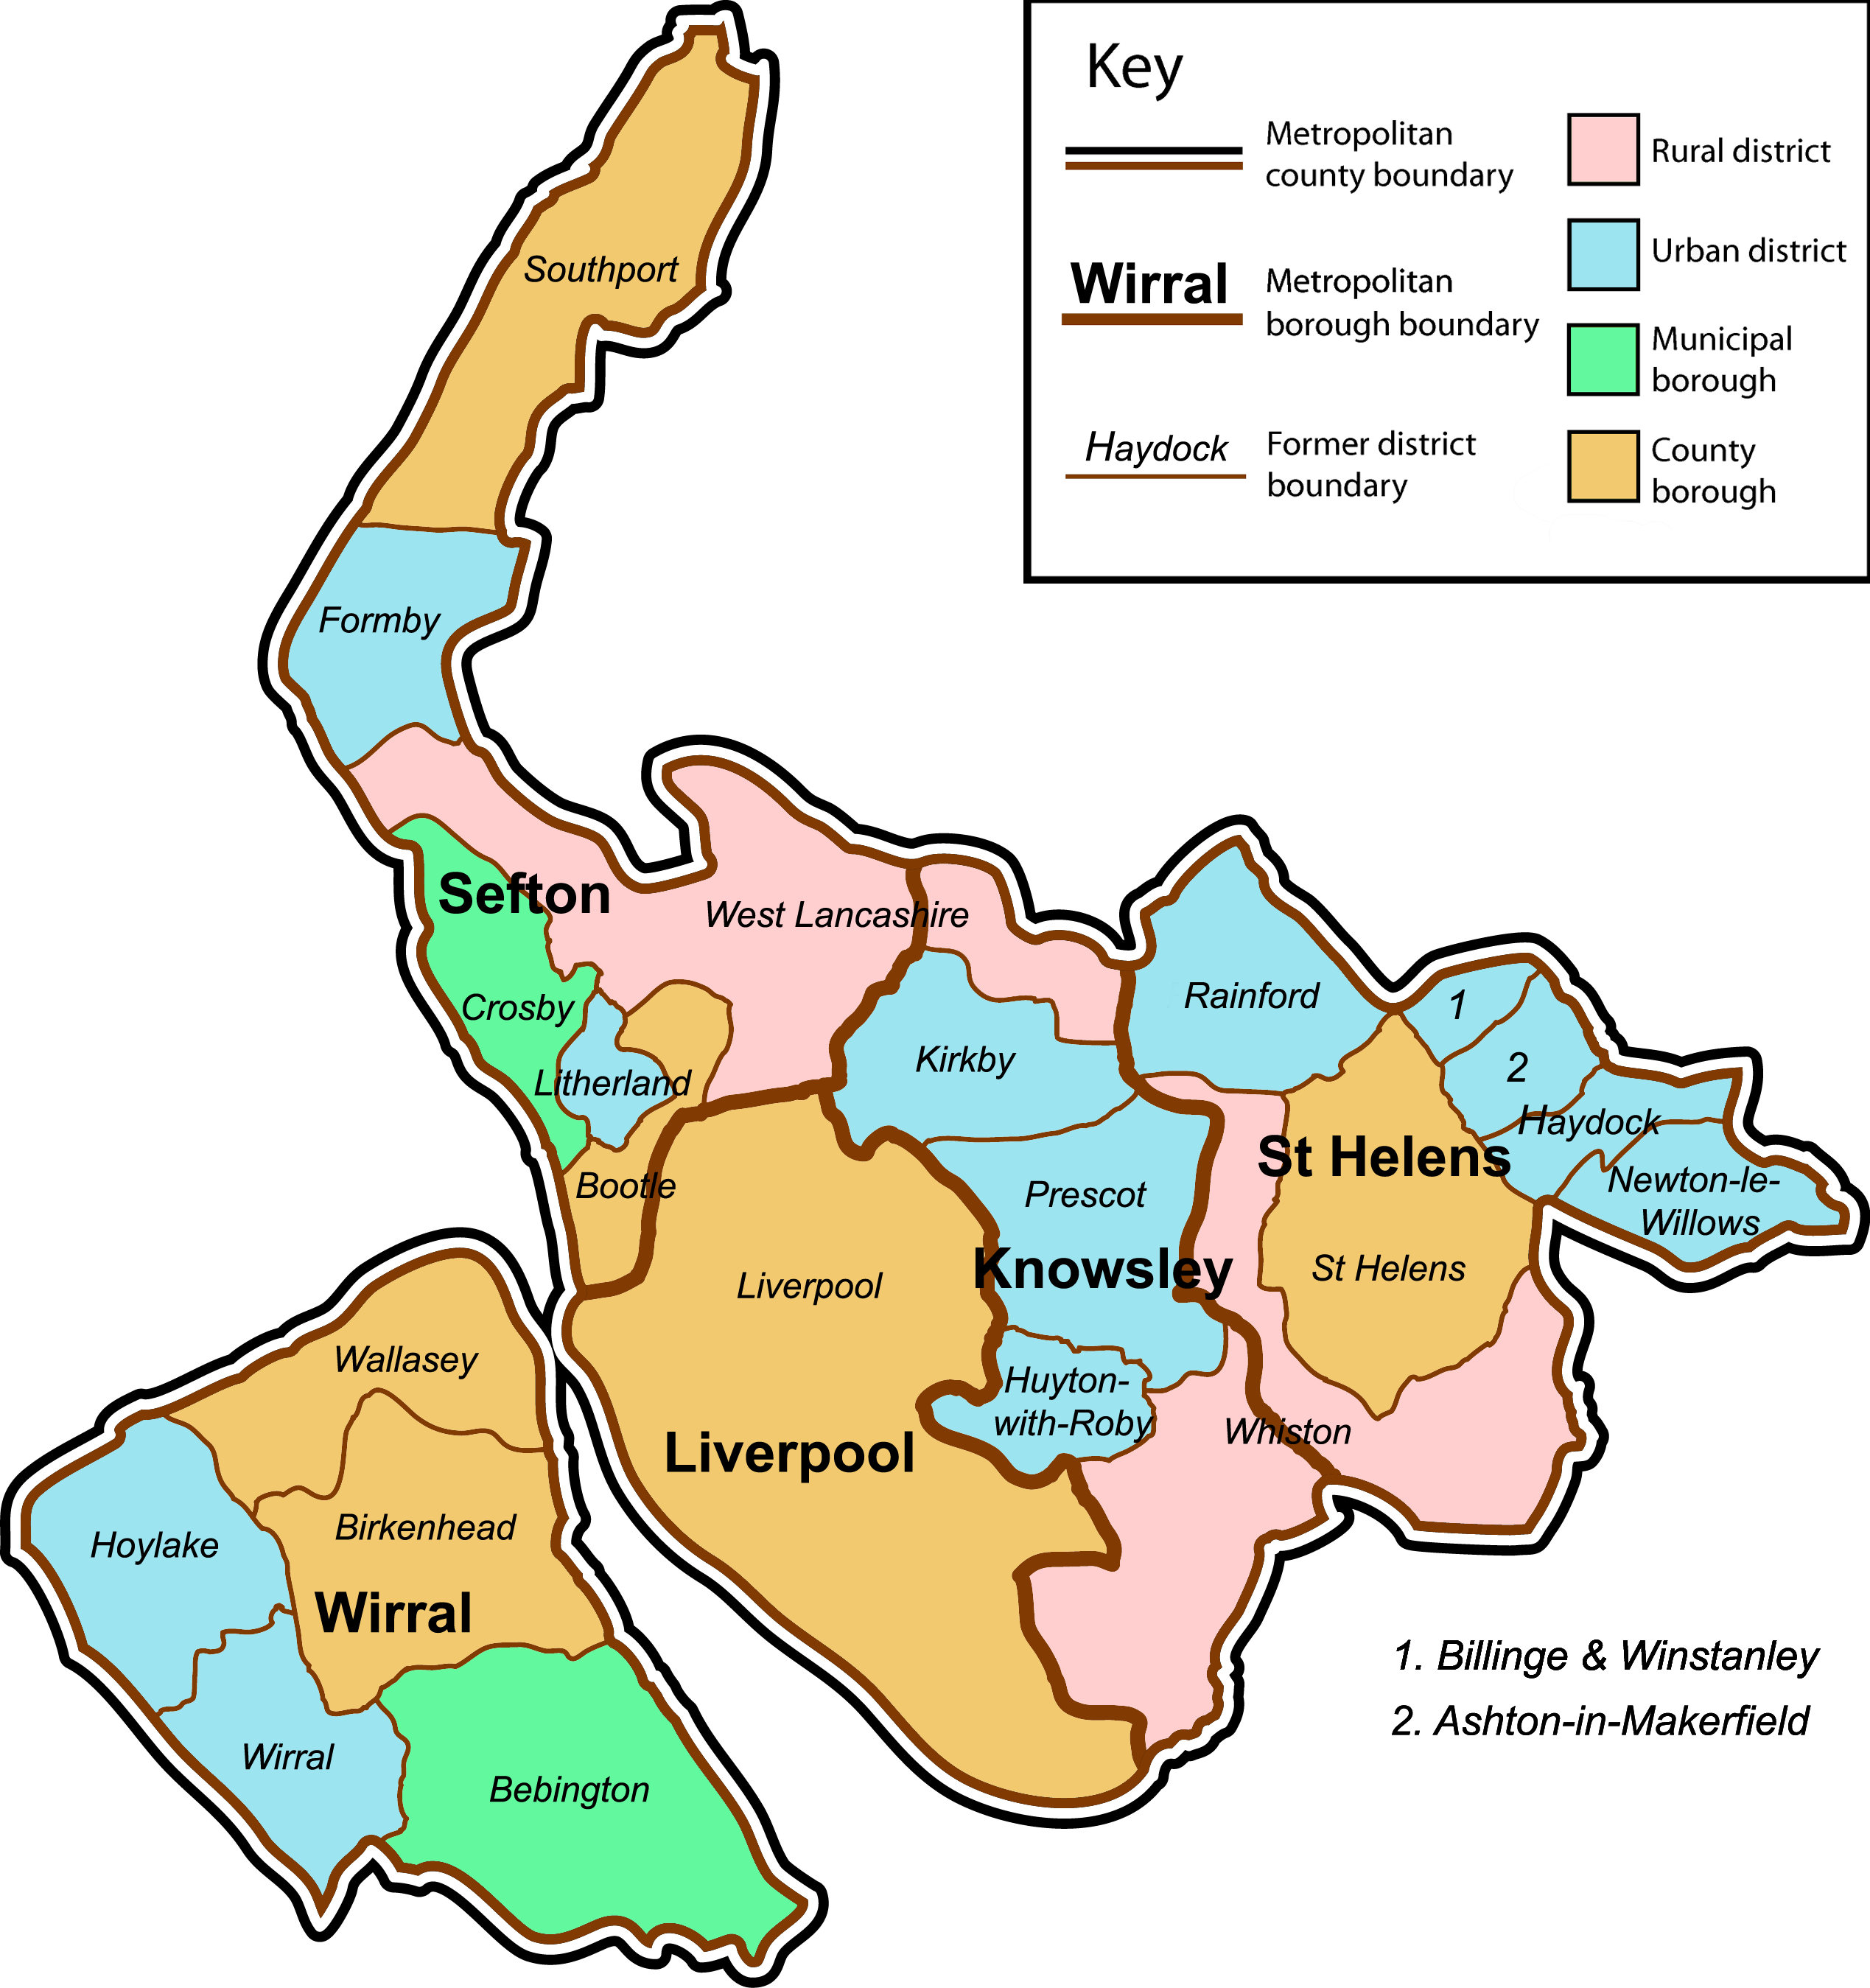 Key
Metropolitan
county boundary
Wirral
Metropolitan
borough boundary
Haydock
Former district
boundary
Rural district
Urban district
Municipal
borough
County
borough
Southport
Formby
Sefton
West Lancashire
Crosby
Litherland
Bootle
Kirkby
Rainford
1
2
Haydock
Newton-le-
Willows
St Helens
Prescot
Knowsley
St Helens
Liverpool
Huyton-
with-Roby
Whiston
Liverpool
Wallasey
Birkenhead
Hoylake
Wirral
Wirral
Bebington
1. Billinge & Winstanley
2. Ashton-in-Makerfield